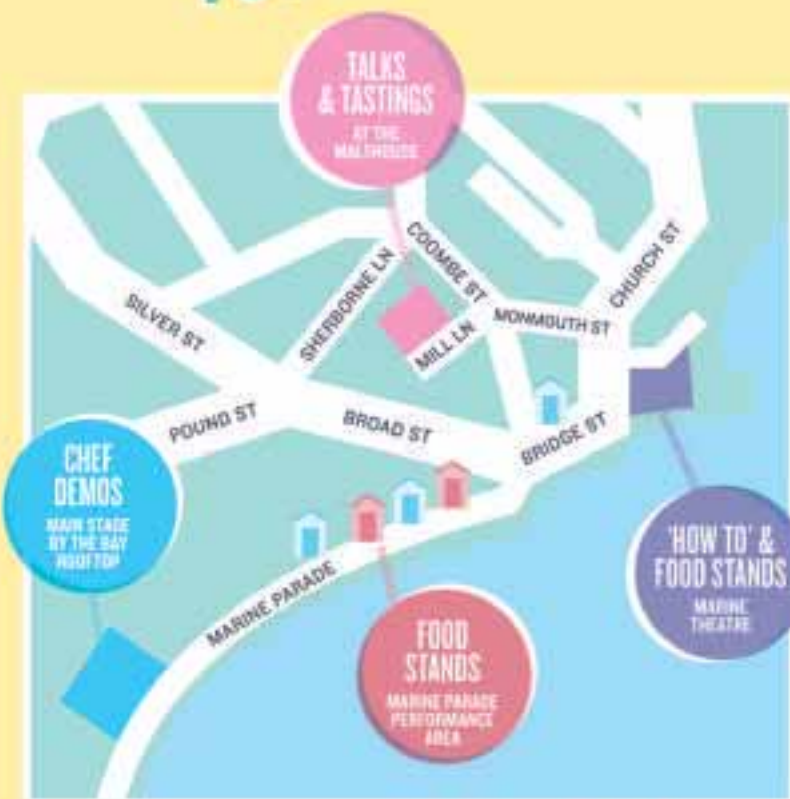 TALKS
& TASTINGS
AT THE
MALTHOUSE
COOMBE ST
CHURCH ST
SHERBORNE LN
SILVER ST
MONMOUTH ST
MILL LN
POUND ST
BROAD ST
BRIDGE ST
CHEF
DEMOS
MAIN STAGE
BY THE BAY
ROOFTOP
'HOW TO' &
FOOD STANDS
MARINE
THEATRE
MARINE PARADE
FOOD
STANDS
MARINE PARADE
PERFORMANCE
AREA